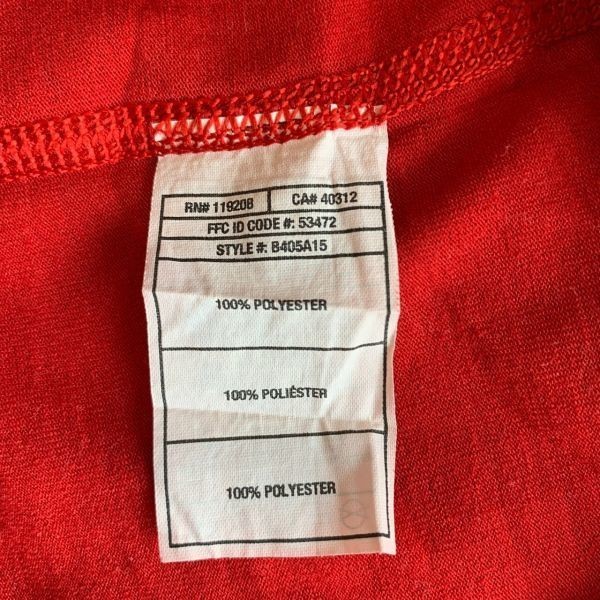 RN# 119208 CA# 40312
FFC ID CODE #: 53472
STYLE #: B405A15
100% POLYESTER
100% POLIÉSTER
100% POLYESTER